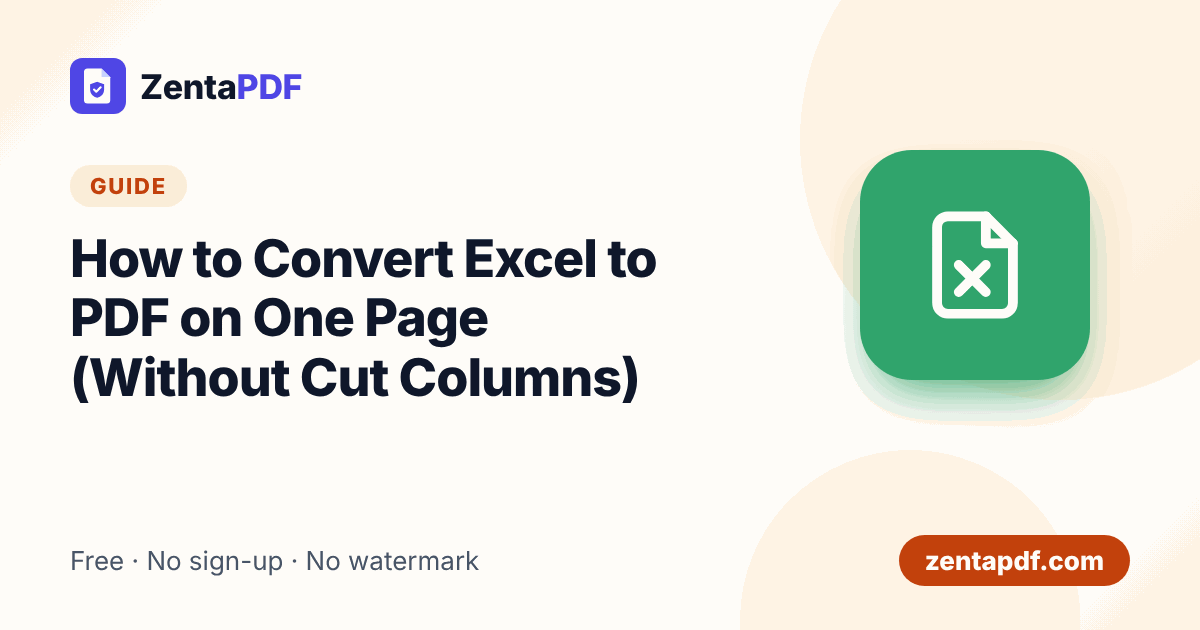 ZentaPDF
GUIDE
How to Convert Excel to
PDF on One Page
(Without Cut Columns)
Free · No sign-up · No watermark
zentapdf.com